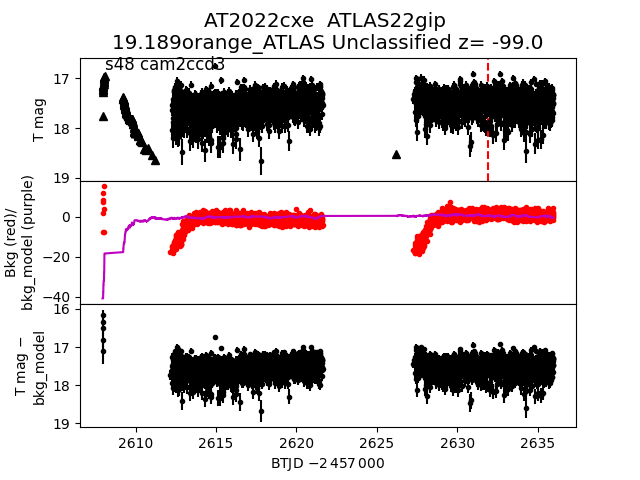 AT2022cxe  ATLAS22gip
19.189orange_ATLAS Unclassified z= -99.0
s48 cam2ccd3
T mag
17
18
19
Bkg (red)/
bkg_model (purple)
0
−20
−40
T mag −
bkg_model
16
17
18
19
2610
2615
2620
2625
2630
2635
BTJD −2 457 000